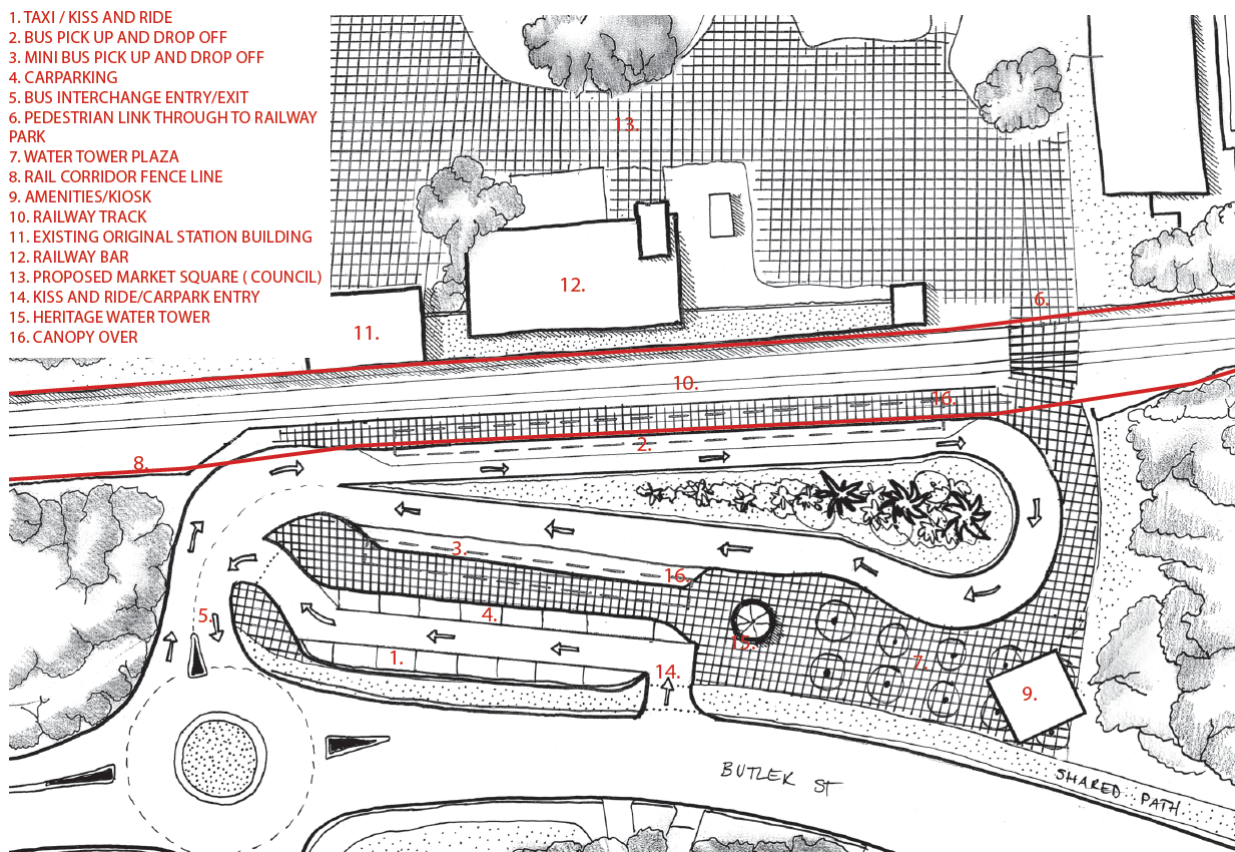 1. TAXI / KISS AND RIDE
2. BUS PICK UP AND DROP OFF
3. MINI BUS PICK UP AND DROP OFF
4. CARPARKING
5. BUS INTERCHANGE ENTRY/EXIT
6. PEDESTRIAN LINK THROUGH TO RAILWAY
PARK
7. WATER TOWER PLAZA
8. RAIL CORRIDOR FENCE LINE
9. AMENITIES/KIOSK
10. RAILWAY TRACK
11. EXISTING ORIGINAL STATION BUILDING
12. RAILWAY BAR
13. PROPOSED MARKET SQUARE ( COUNCIL)
14. KISS AND RIDE/CARPARK ENTRY
15. HERITAGE WATER TOWER
16. CANOPY OVER
13.
12.
6.
11.
10.
16.
2.
8.
3.
16.
4.
5.
15.
1.
7.
14.
9.
BUTLER ST
SHARED PATH